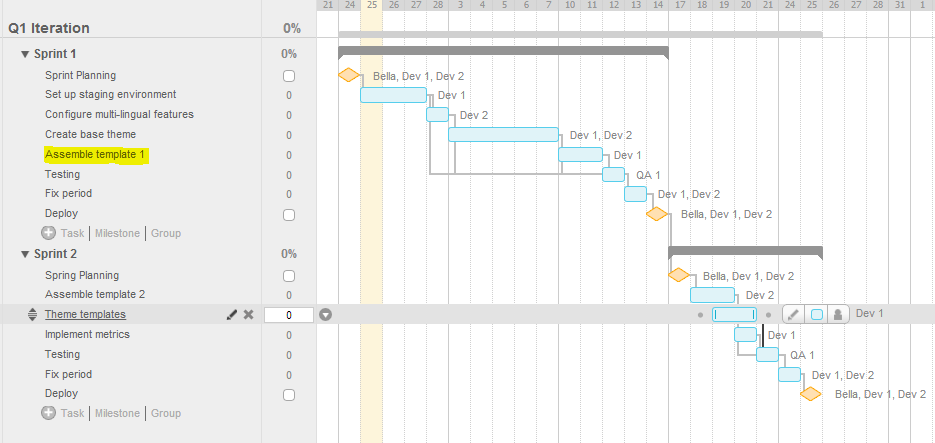 21 24 25 26 27 28 3 4 5 6 7 10 11 12 13 14 17 18 19 20 21 24 25 26 27 28 31 1
Q1 Iteration 0%
Sprint 1 0%
Sprint Planning Bella, Dev 1, Dev 2
Set up staging environment 0 Dev 1
Configure multi-lingual features 0 Dev 2
Create base theme 0 Dev 1, Dev 2
Assemble template 1 0 Dev 1
Testing 0 QA 1
Fix period 0 Dev 1, Dev 2
Deploy Bella, Dev 1, Dev 2
Task | Milestone | Group
Sprint 2 0%
Spring Planning Bella, Dev 1, Dev 2
Assemble template 2 0 Dev 2
Theme templates 0 Dev 1
Implement metrics 0 Dev 1
Testing 0 QA 1
Fix period 0 Dev 1, Dev 2
Deploy Bella, Dev 1, Dev 2
Task | Milestone | Group